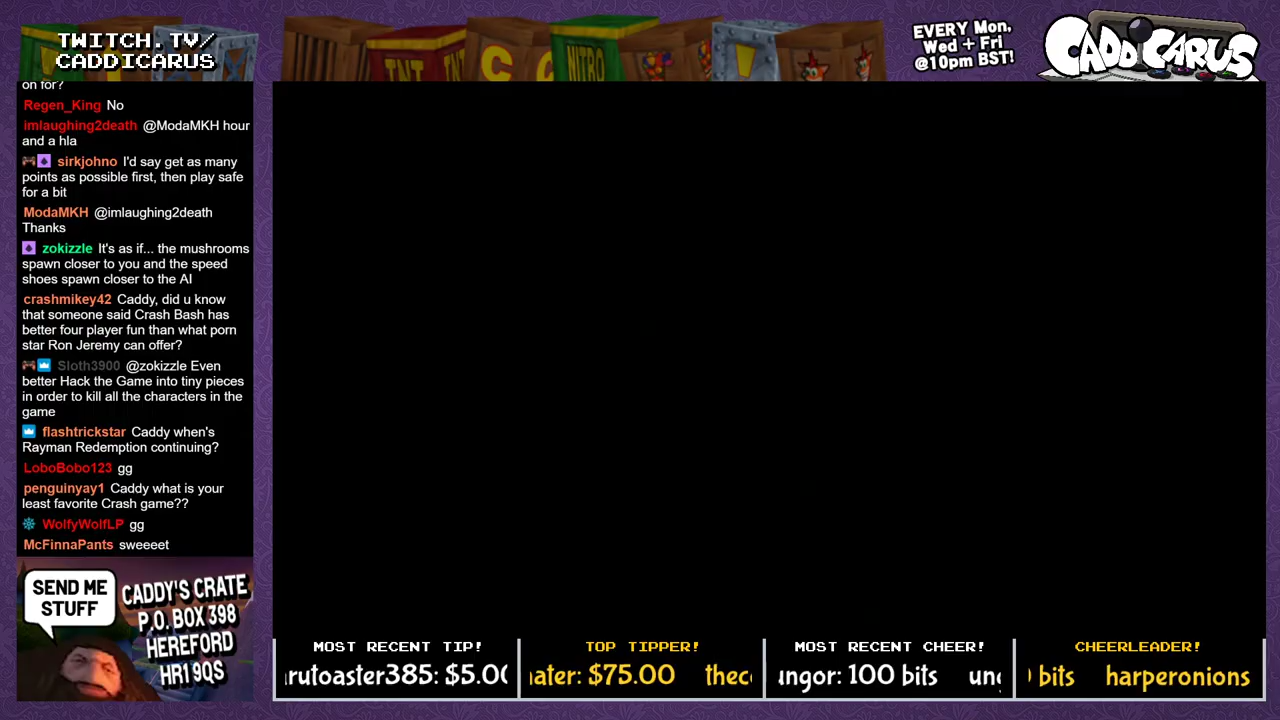 TWITCH.TV/
CADDICARUS
TNT
TNT
C
C
NITRO
!
EVERY Mon,
Wed + Fri
@10pm BST!
CADDICARUS
on for?
Regen_King No
imlaughing2death @ModaMKH hour
and a hla
sirkjohno I'd say get as many
points as possible first, then play safe
for a bit
ModaMKH @imlaughing2death
Thanks
zokizzle It's as if... the mushrooms
spawn closer to you and the speed
shoes spawn closer to the AI
crashmikey42 Caddy, did u know
that someone said Crash Bash has
better four player fun than what porn
star Ron Jeremy can offer?
Sloth3900 @zokizzle Even
better Hack the Game into tiny pieces
in order to kill all the characters in the
game
flashtrickstar Caddy when's
Rayman Redemption continuing?
LoboBobo123 gg
penguinyay1 Caddy what is your
least favorite Crash game??
WolfyWolfLP gg
McFinnaPants sweeeet
SEND ME
STUFF
CADDY'S CRATE
P.O. BOX 398
HEREFORD
HR1 9QS
MOST RECENT TIP!
rutoaster385: $5.00
TOP TIPPER!
ater: $75.00 thec
MOST RECENT CHEER!
ungor: 100 bits un
CHEERLEADER!
bits harperonions